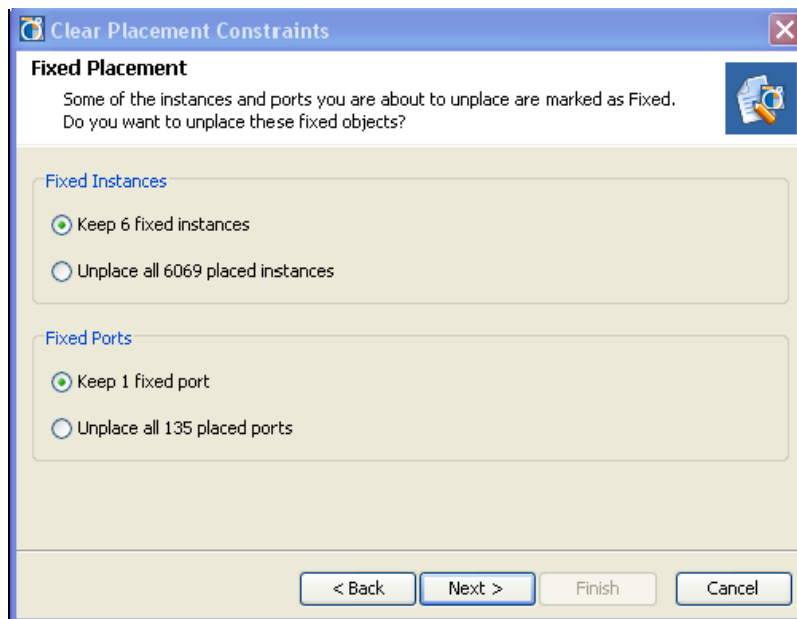 Clear Placement Constraints
Fixed Placement
Some of the instances and ports you are about to unplace are marked as Fixed.
Do you want to unplace these fixed objects?
Fixed Instances
Keep 6 fixed instances
Unplace all 6069 placed instances
Fixed Ports
Keep 1 fixed port
Unplace all 135 placed ports
< Back Next > Finish Cancel